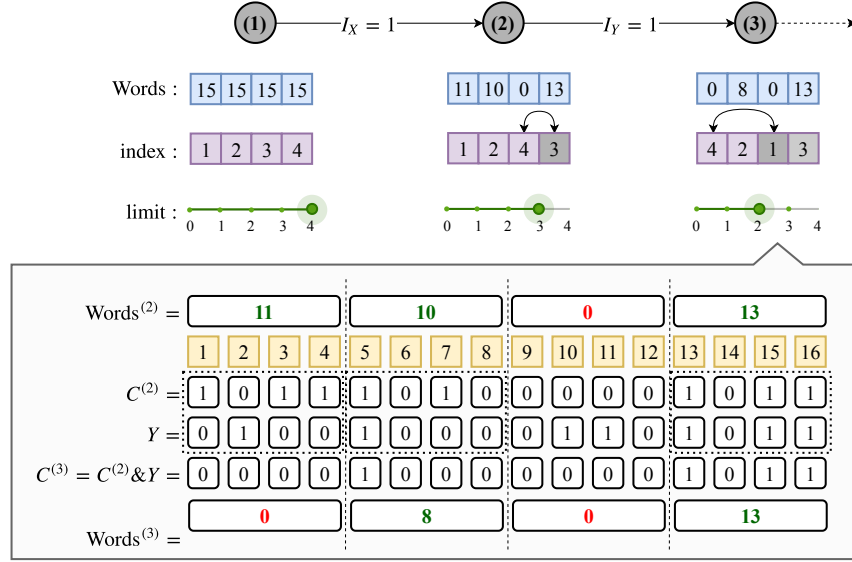 (1) I_X = 1 (2) I_Y = 1 (3)
Words : 15 15 15 15 11 10 0 13 0 8 0 13
index : 1 2 3 4 1 2 4 3 4 2 1 3
limit :
0 1 2 3 4 0 1 2 3 4 0 1 2 3 4
Words^(2) = 11 10 0 13
1 2 3 4 5 6 7 8 9 10 11 12 13 14 15 16
C^(2) = 1 0 1 1 1 0 1 0 0 0 0 0 1 0 1 1
Y = 0 1 0 0 1 0 0 0 0 1 1 0 1 0 1 1
C^(3) = C^(2)&Y = 0 0 0 0 1 0 0 0 0 0 0 0 1 0 1 1
0 8 0 13
Words^(3) =